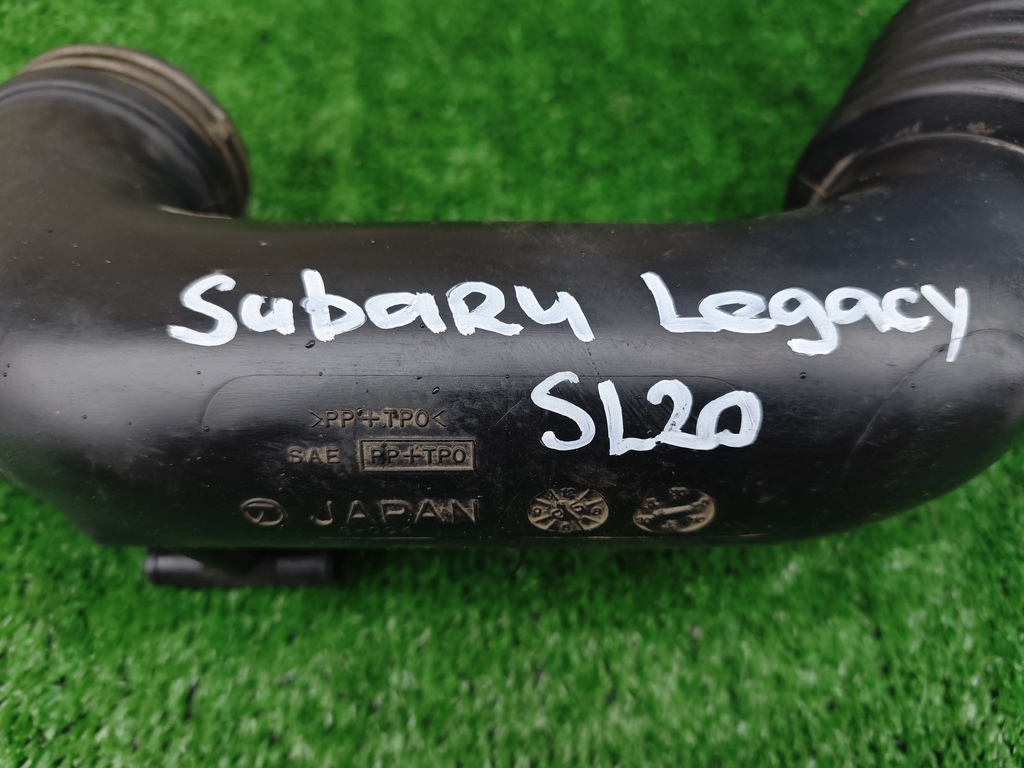 Subaru Legacy
SL20
>PP+TPO<
SAE PP+TPO
JAPAN